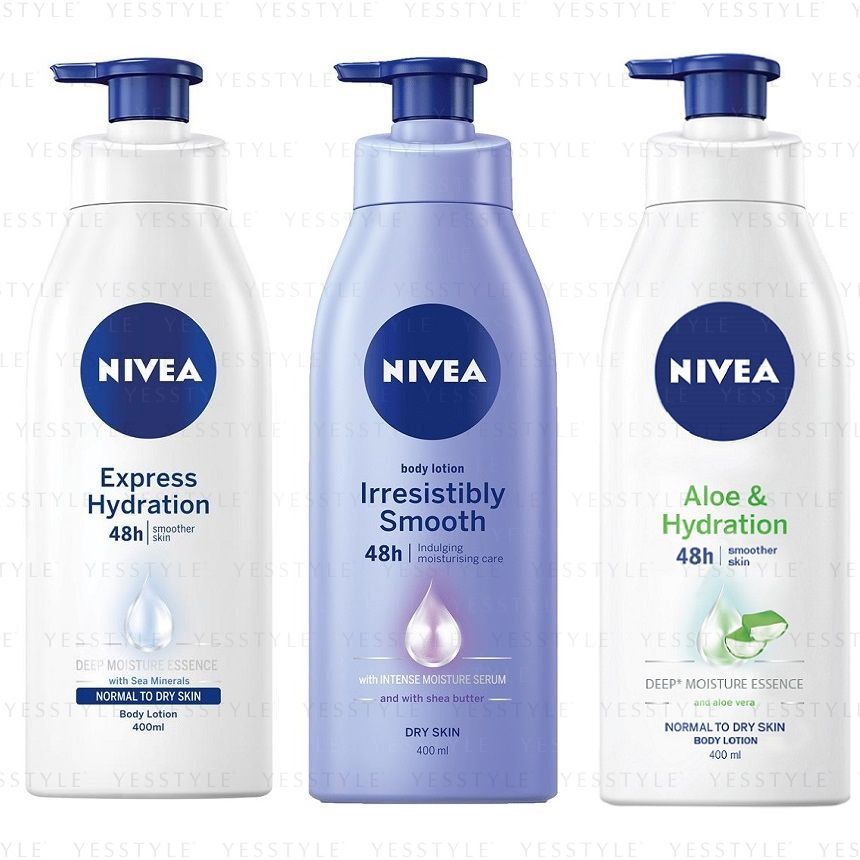 NIVEA
Express
Hydration
48h
smoother
skin
DEEP MOISTURE ESSENCE
with Sea Minerals
NORMAL TO DRY SKIN
Body Lotion
400ml
NIVEA
body lotion
Irresistibly
Smooth
48h
Indulging
moisturising care
with INTENSE MOISTURE SERUM
and with shea butter
DRY SKIN
400 ml
NIVEA
Aloe &
Hydration
48h
smoother
skin
DEEP* MOISTURE ESSENCE
and aloe vera
NORMAL TO DRY SKIN
BODY LOTION
400 ml
YESSTYLE